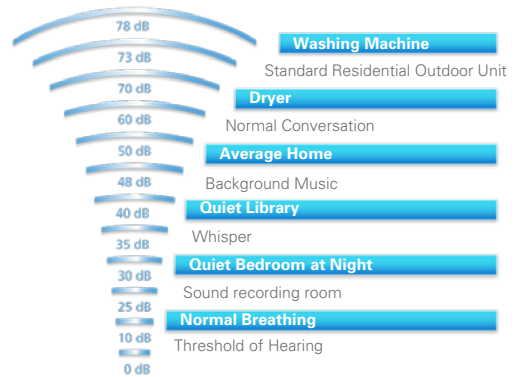 78 dB
Washing Machine
73 dB
Standard Residential Outdoor Unit
70 dB
Dryer
60 dB
Normal Conversation
50 dB
Average Home
48 dB
Background Music
40 dB
Quiet Library
35 dB
Whisper
30 dB
Quiet Bedroom at Night
25 dB
Sound recording room
10 dB
Normal Breathing
0 dB
Threshold of Hearing